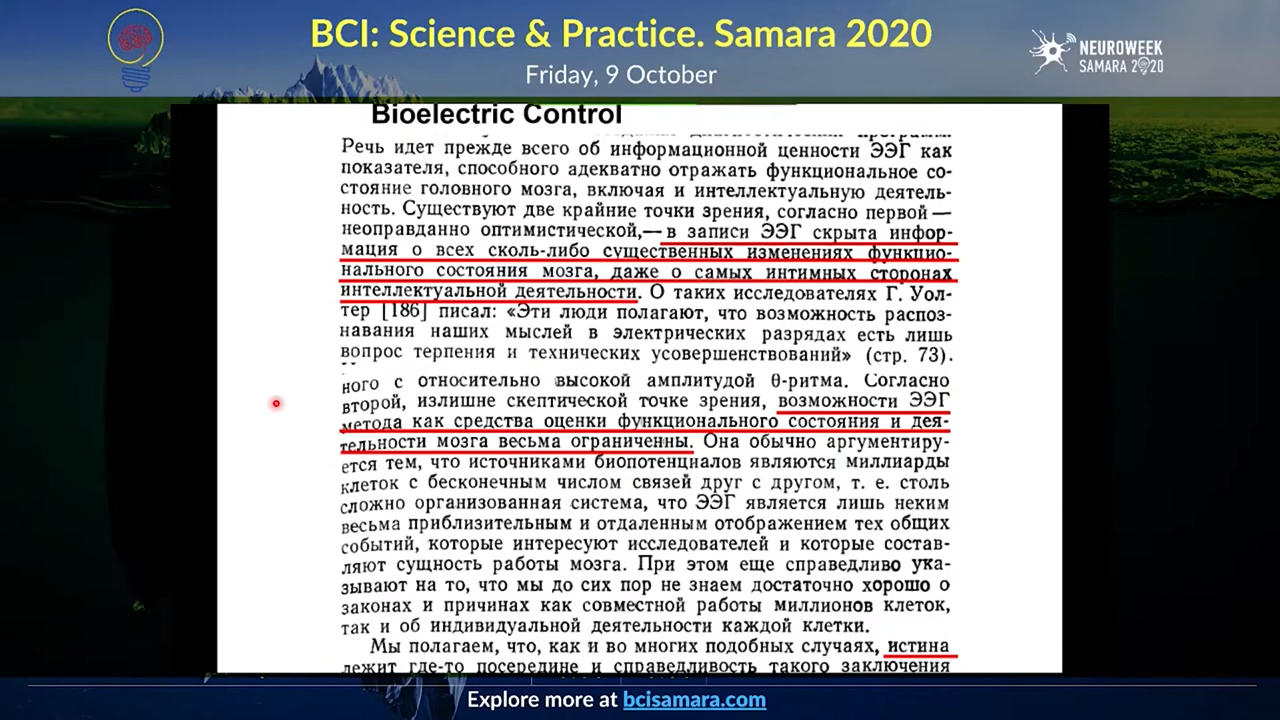 BCI: Science & Practice. Samara 2020
Friday, 9 October
NEUROWEEK
SAMARA 2020
Bioelectric Control
Речь идет прежде всего об информационной ценности ЭЭГ как
показателя, способного адекватно отражать функциональное со-
стояние головного мозга, включая и интеллектуальную деятель-
ность. Существуют две крайние точки зрения, согласно первой —
неоправданно оптимистической,— в записи ЭЭГ скрыта инфор-
мация о всех сколь-либо существенных изменениях функцио-
нального состояния мозга, даже о самых интимных сторонах
интеллектуальной деятельности. О таких исследователях Г. Уол-
тер [186] писал: «Эти люди полагают, что возможность распоз-
навания наших мыслей в электрических разрядах есть лишь
вопрос терпения и технических усовершенствований» (стр. 73).
ного с относительно высокой амплитудой θ-ритма. Согласно
второй, излишне скептической точке зрения, возможности ЭЭГ
метода как средства оценки функционального состояния и дея-
тельности мозга весьма ограничены. Она обычно аргументиру-
ется тем, что источниками биопотенциалов являются миллиарды
клеток с бесконечным числом связей друг с другом, т. е. столь
сложно организованная система, что ЭЭГ является лишь неким
весьма приблизительным и отдаленным отображением тех общих
событий, которые интересуют исследователей и которые состав-
ляют сущность работы мозга. При этом еще справедливо ука-
зывают на то, что мы до сих пор не знаем достаточно хорошо о
законах и причинах как совместной работы миллионов клеток,
так и об индивидуальной деятельности каждой клетки.
Мы полагаем, что, как и во многих подобных случаях, истина
лежит где-то посередине и справедливость такого заключения
Explore more at bcisamara.com